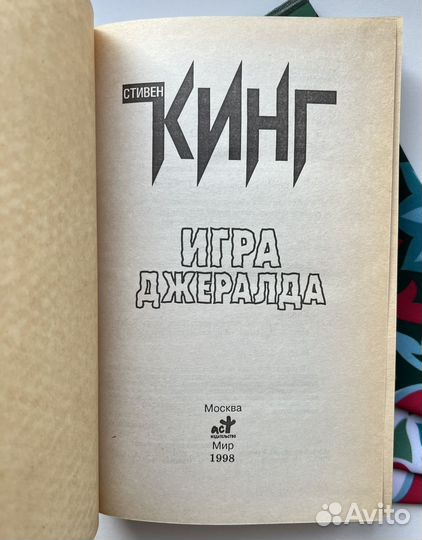 СТИВЕН
КИНГ
ИГРА
ДЖЕРАЛДА
Москва
аст
издательство
Мир
1998
Avito